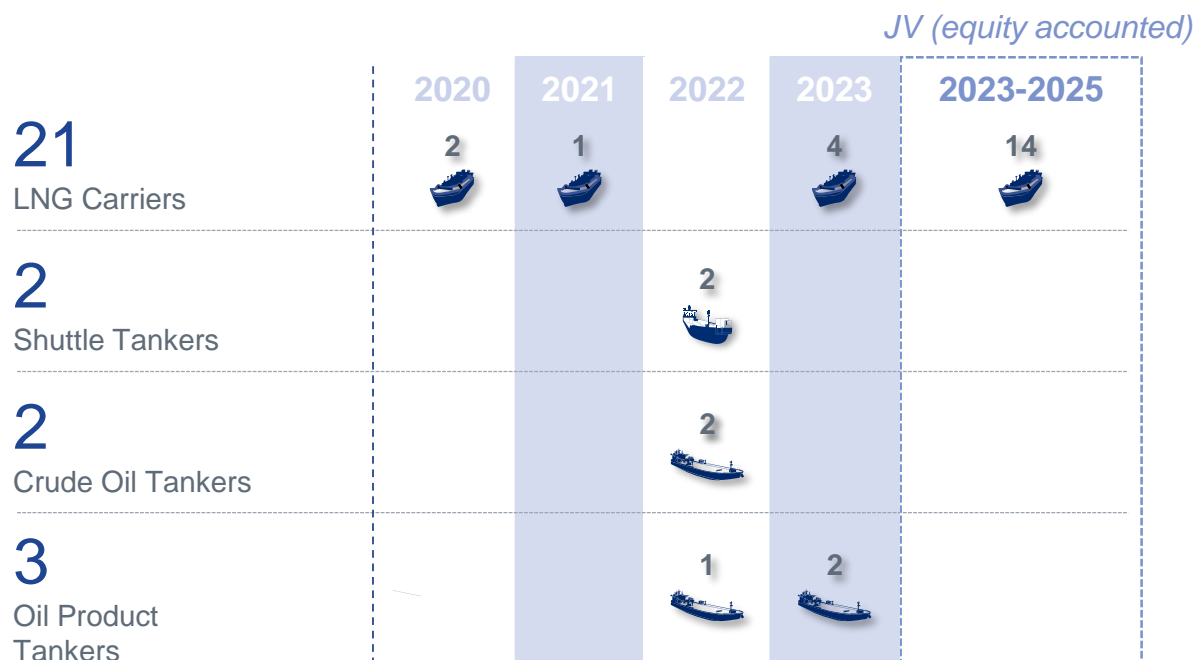 JV (equity accounted)
2020 2021 2022 2023 2023-2025
21 2 1 4 14
LNG Carriers
2 2
Shuttle Tankers
2 2
Crude Oil Tankers
3 1 2
Oil Product
Tankers